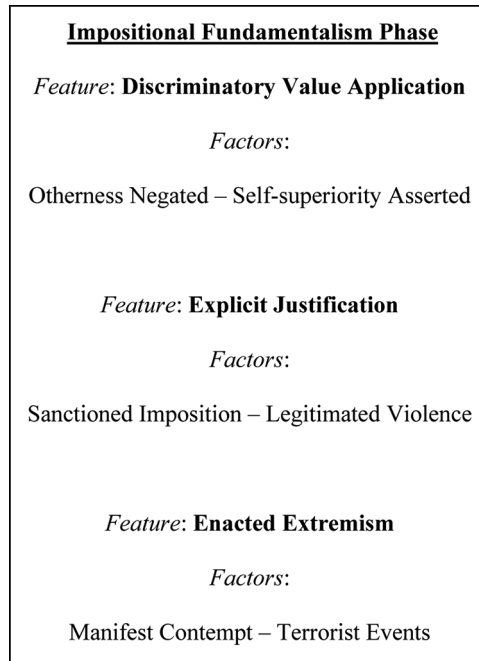 Impositional Fundamentalism Phase
Feature: Discriminatory Value Application
Factors:
Otherness Negated – Self-superiority Asserted
Feature: Explicit Justification
Factors:
Sanctioned Imposition – Legitimated Violence
Feature: Enacted Extremism
Factors:
Manifest Contempt – Terrorist Events